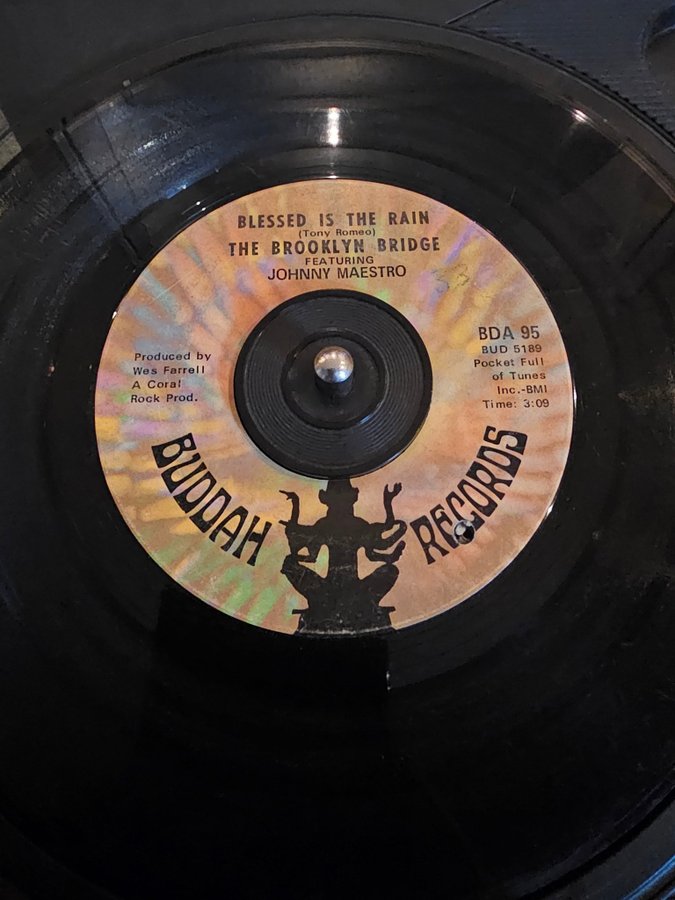 BLESSED IS THE RAIN
(Tony Romeo)
THE BROOKLYN BRIDGE
FEATURING
JOHNNY MAESTRO
Produced by
Wes Farrell
A Coral
Rock Prod.
BDA 95
BUD 5189
Pocket Full
of Tunes
Inc.-BMI
Time: 3:09
BUDDAH RECORDS